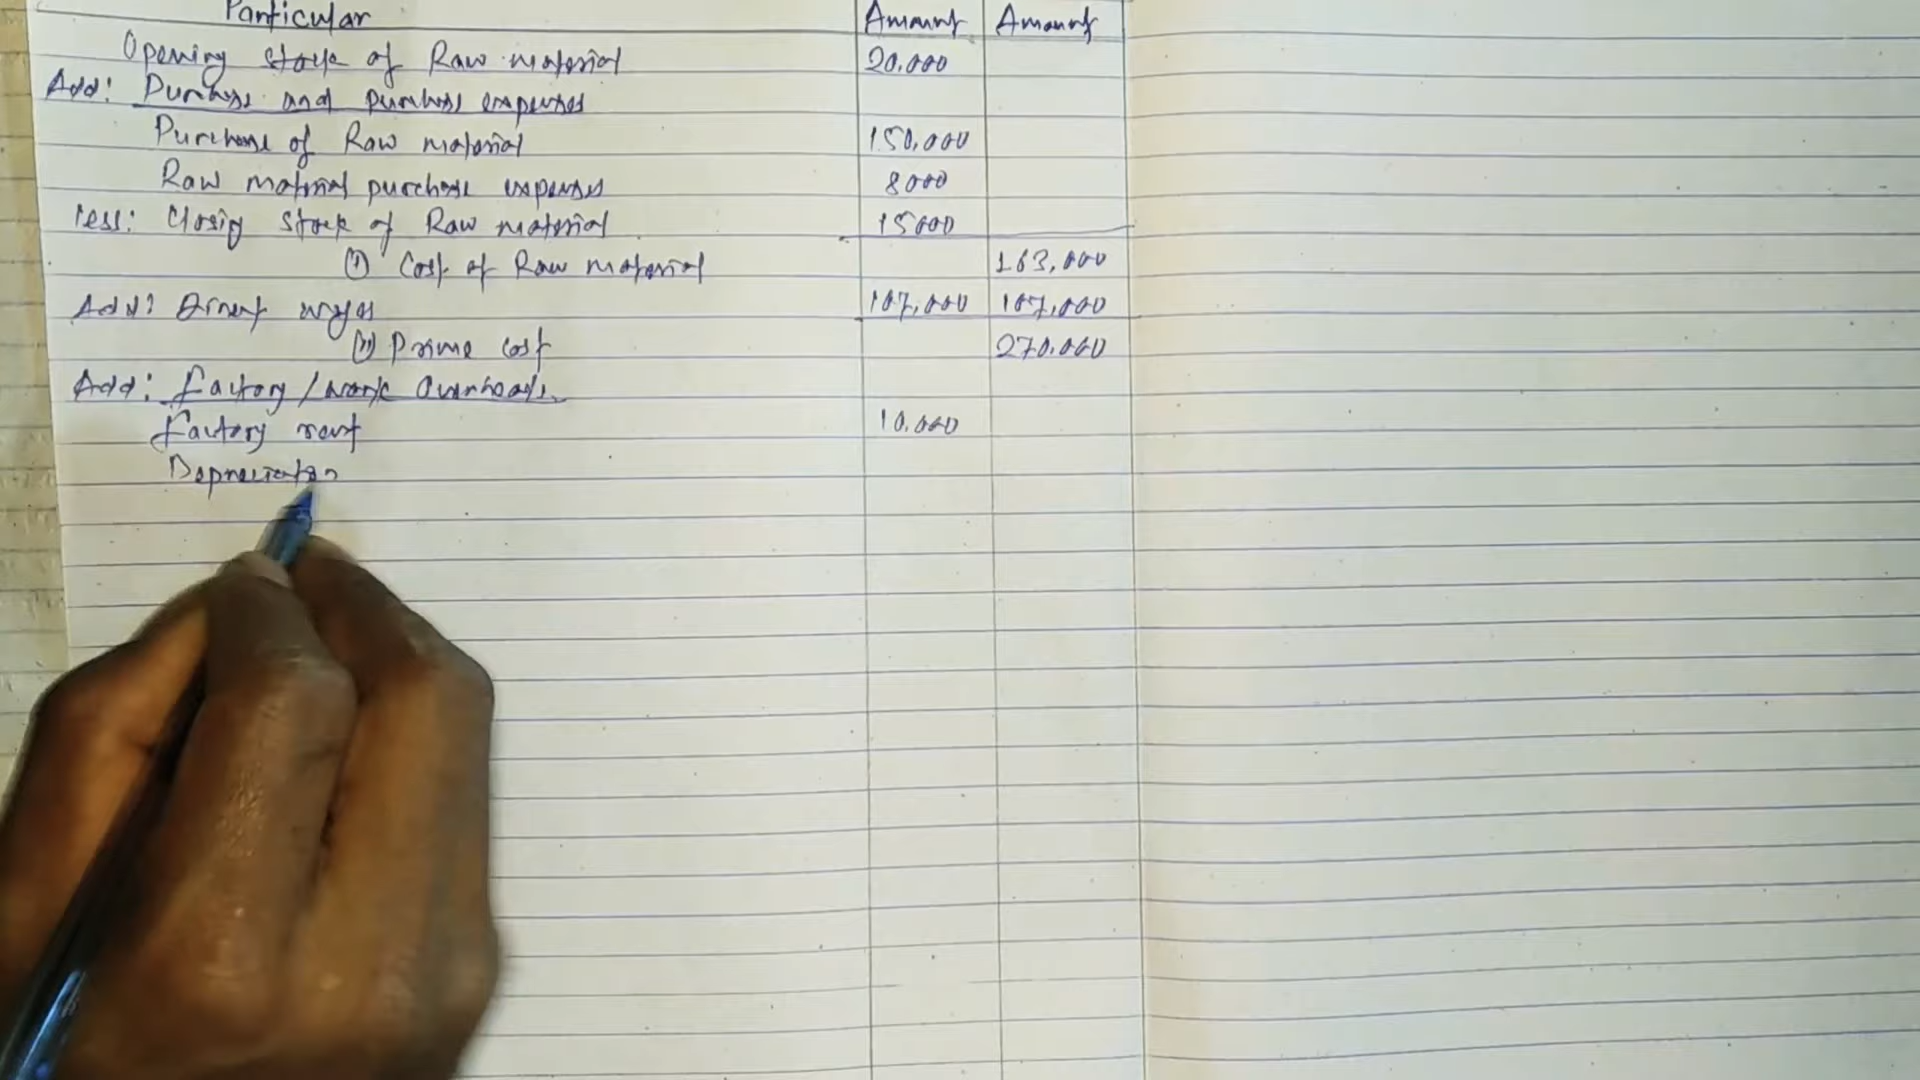 Particular Amount Amount
Opening stock of Raw material 20,000
Add: Purchase and purchase expenses
Purchase of Raw material 150,000
Raw material purchase expenses 8000
Less: Closig stock of Raw material 15000
(i) Cost of Raw material 163,000
Add: Direct wages 107,000 107,000
(ii) Prime cost 270.000
Add: Factory/work Overheads
Factory rent 10.000
Depreciation